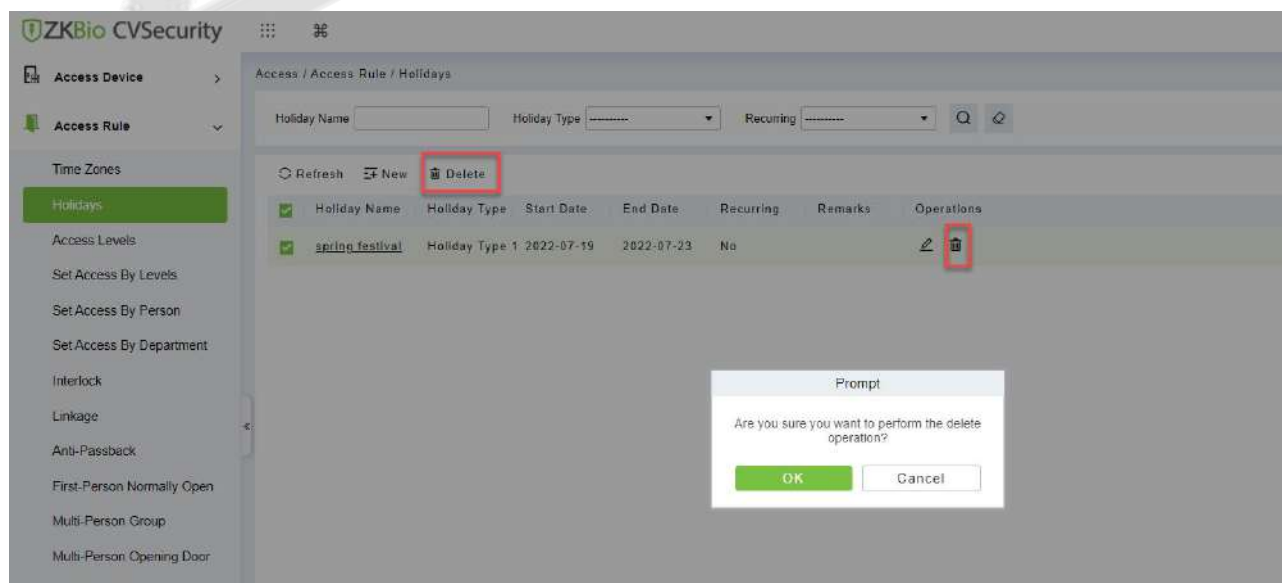 ZKBio CVSecurity
Access Device
Access / Access Rule / Holidays
Access Rule
Holiday Name Holiday Type ---------- Recurring ----------
Time Zones
Refresh New Delete
Holidays
Holiday Name Holiday Type Start Date End Date Recurring Remarks Operations
Access Levels
spring festival Holiday Type 1 2022-07-19 2022-07-23 No
Set Access By Levels
Set Access By Person
Set Access By Department
Interlock
Prompt
Linkage
Are you sure you want to perform the delete
operation?
Anti-Passback
First-Person Normally Open
OK Cancel
Multi-Person Group
Multi-Person Opening Door